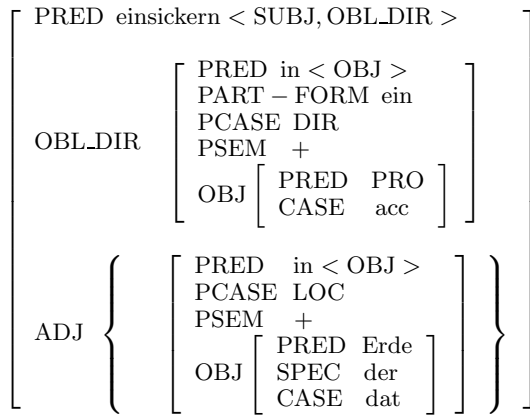 PRED einsickern < SUBJ, OBL_DIR >
PRED in < OBJ >
PART − FORM ein
OBL_DIR PCASE DIR
PSEM +
OBJ PRED PRO
CASE acc
PRED in < OBJ >
PCASE LOC
PSEM +
ADJ
PRED Erde
OBJ SPEC der
CASE dat